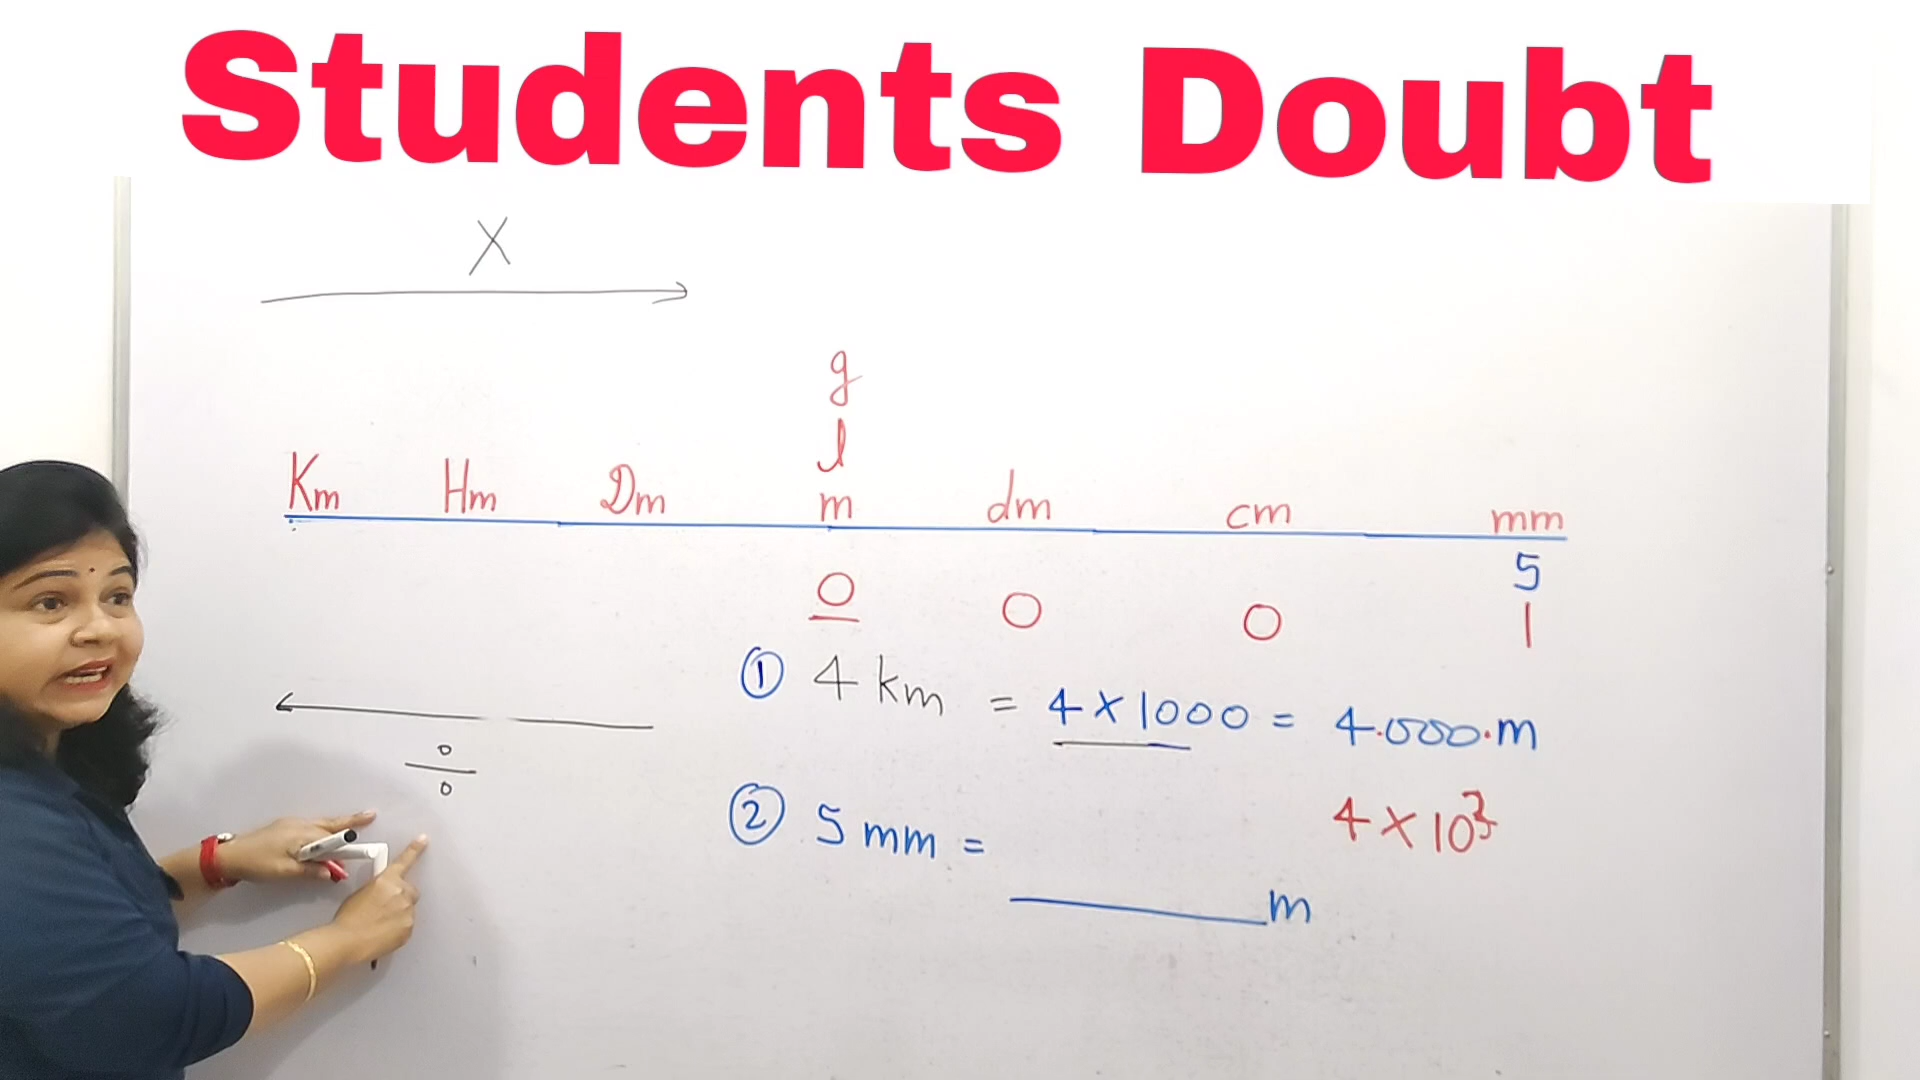 Students Doubt
X
g
l
Km Hm Dm m dm cm mm
5
0 0 0 1
① 4 km = 4 X 1000 = 4.000.m
÷
② 5 mm =
4 X 10³
______m